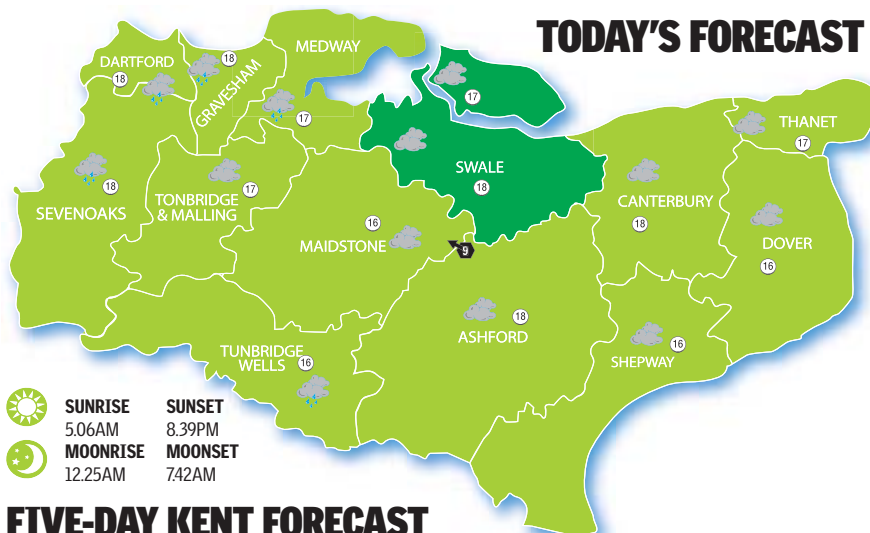 TODAY'S FORECAST
MEDWAY
DARTFORD
18
18
GRAVESHAM
17
17
THANET
17
SEVENOAKS
18
TONBRIDGE
& MALLING
17
SWALE
18
CANTERBURY
18
DOVER
16
MAIDSTONE
16
9
ASHFORD
18
SHEPWAY
16
TUNBRIDGE
WELLS
16
SUNRISE SUNSET
5.06AM 8.39PM
MOONRISE MOONSET
12.25AM 7.42AM
FIVE-DAY KENT FORECAST